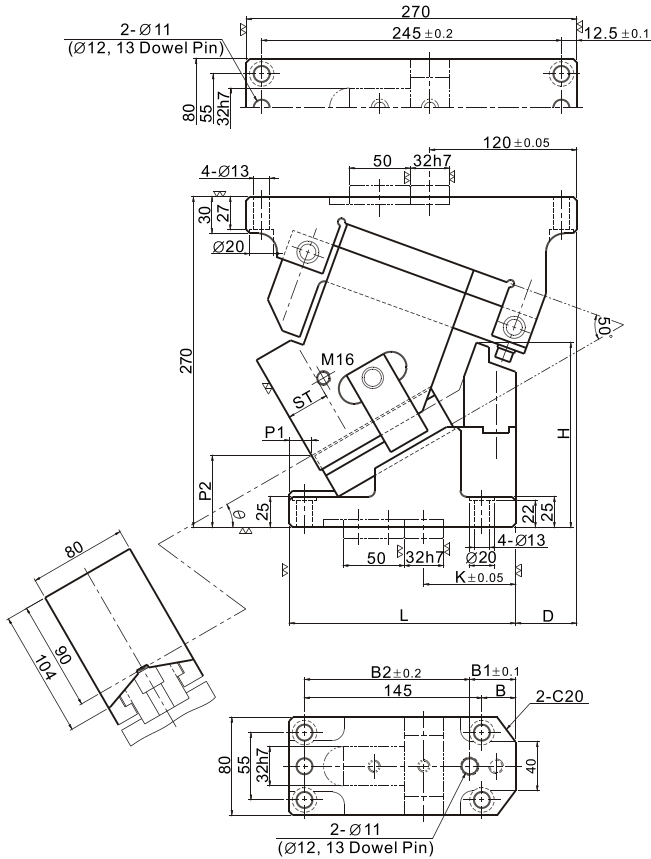 270
2-Ø11
(Ø12, 13 Dowel Pin)
245±0.2
12.5±0.1
80
55
32h7
120±0.05
50
32h7
4-Ø13
30
27
Ø20
50°
270
M16
ST
P1
P2
H
θ
25
22
25
4-Ø13
Ø20
50
32h7
K±0.05
L
D
80
90
104
B2±0.2
B1±0.1
145
B
2-C20
80
55
32h7
40
2-Ø11
(Ø12, 13 Dowel Pin)